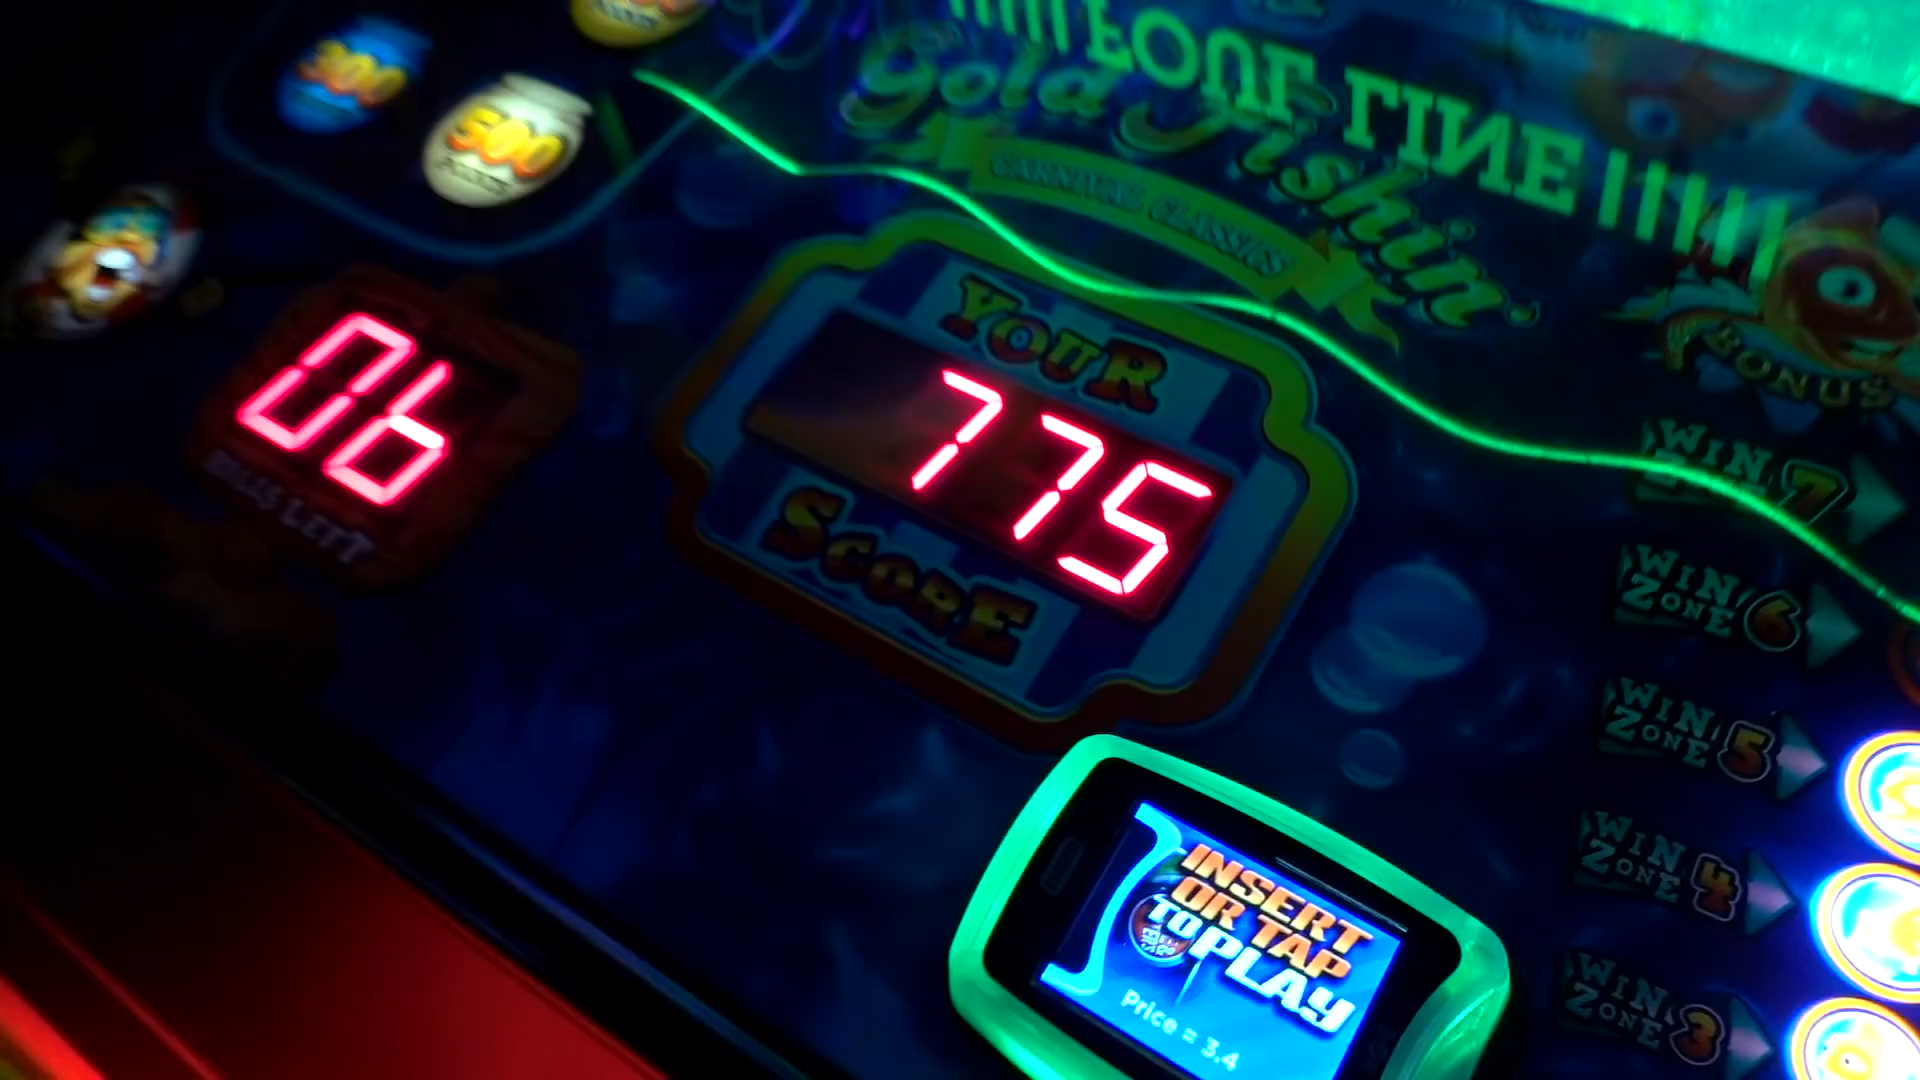 300
500
FOUL LINE
Gold Fishin'
CARNIVAL CLASSICS
BONUS
06
BALLS LEFT
YOUR
775
SCORE
WIN 7
WIN ZONE 6
WIN ZONE 5
WIN ZONE 4
WIN ZONE 3
INSERT
OR TAP
TO PLAY
Price = 3.4